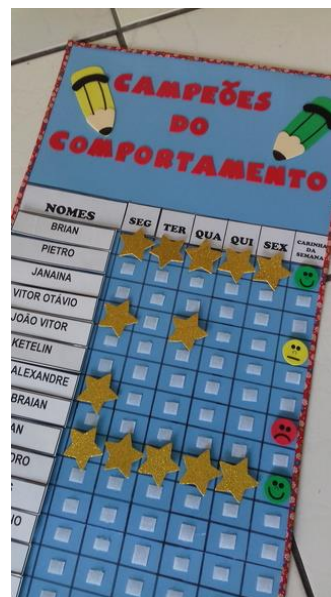 CAMPEÕES
DO
COMPORTAMENTO
NOMES SEG TER QUA QUI SEX CARINHA
DA
SEMANA
BRIAN
PIETRO
JANAINA
VITOR OTÁVIO
JOÃO VITOR
KETELIN
ALEXANDRE
BRAIAN